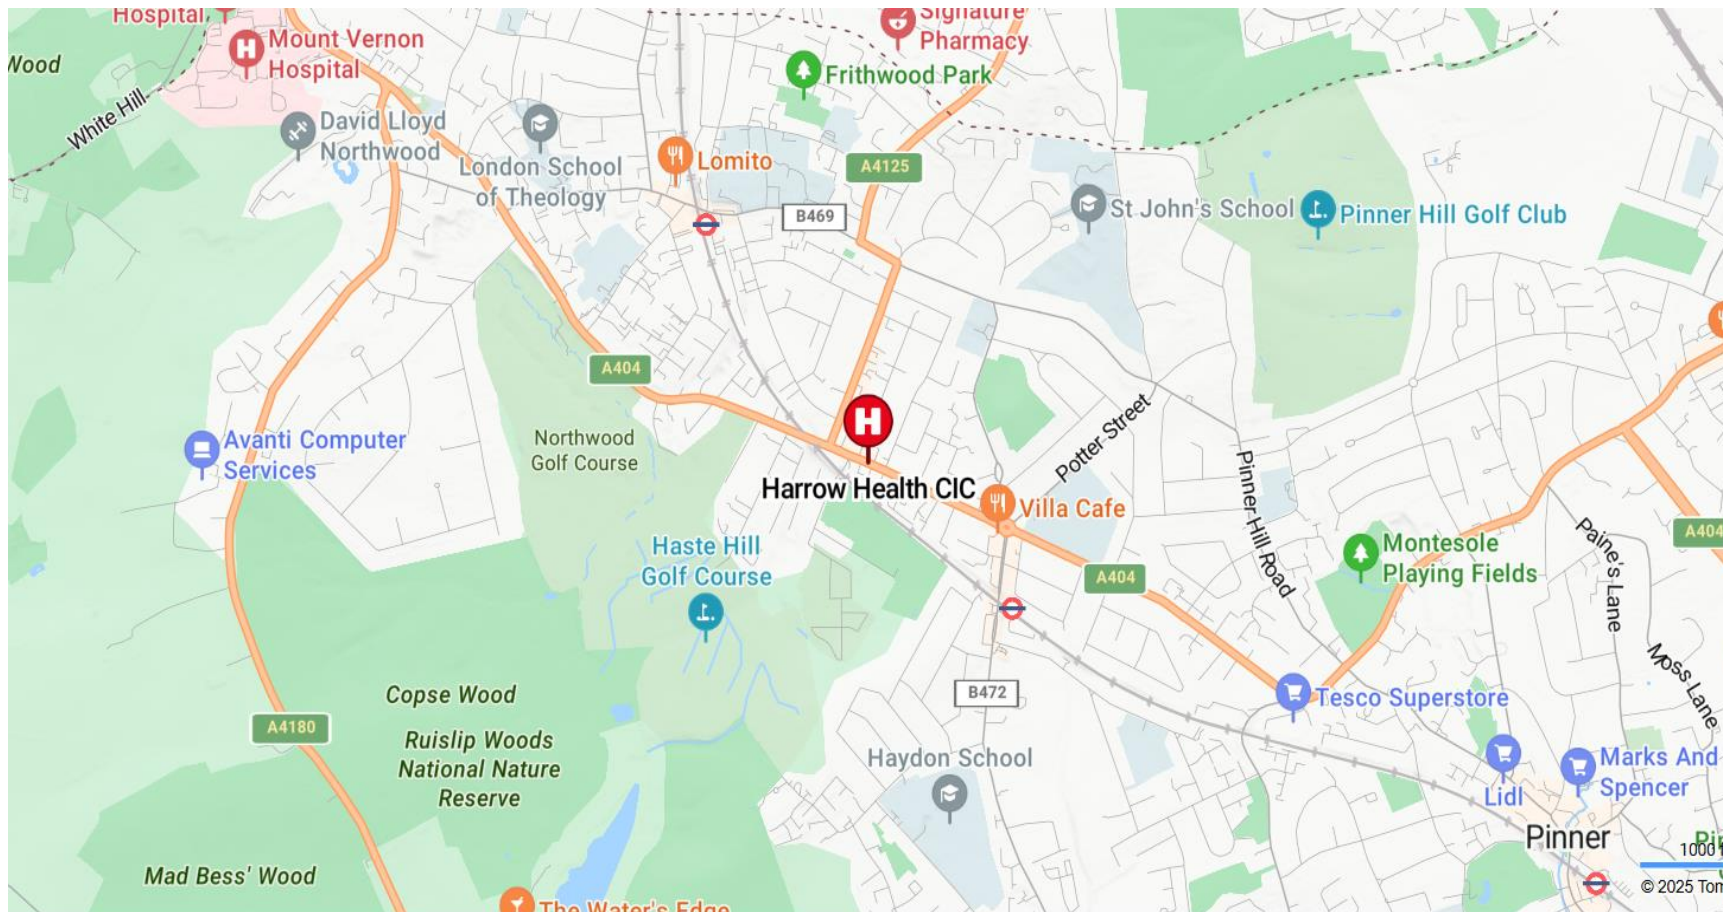 Hospital
Signature
Pharmacy
Mount Vernon
Hospital
Wood
Frithwood Park
White Hill
David Lloyd
Northwood
London School
of Theology
Lomito
A4125
B469
St John's School
Pinner Hill Golf Club
A404
Potter Street
Northwood
Golf Course
Avanti Computer
Services
Harrow Health CIC
Villa Cafe
Pinner Hill Road
Paine's Lane
A404
Haste Hill
Golf Course
Montesole
Playing Fields
A404
Moss Lane
Copse Wood
B472
Tesco Superstore
A4180
Ruislip Woods
National Nature
Reserve
Haydon School
Marks And
Spencer
Lidl
Pinner
1000
Mad Bess' Wood
© 2025 Tom
The Water's Edge